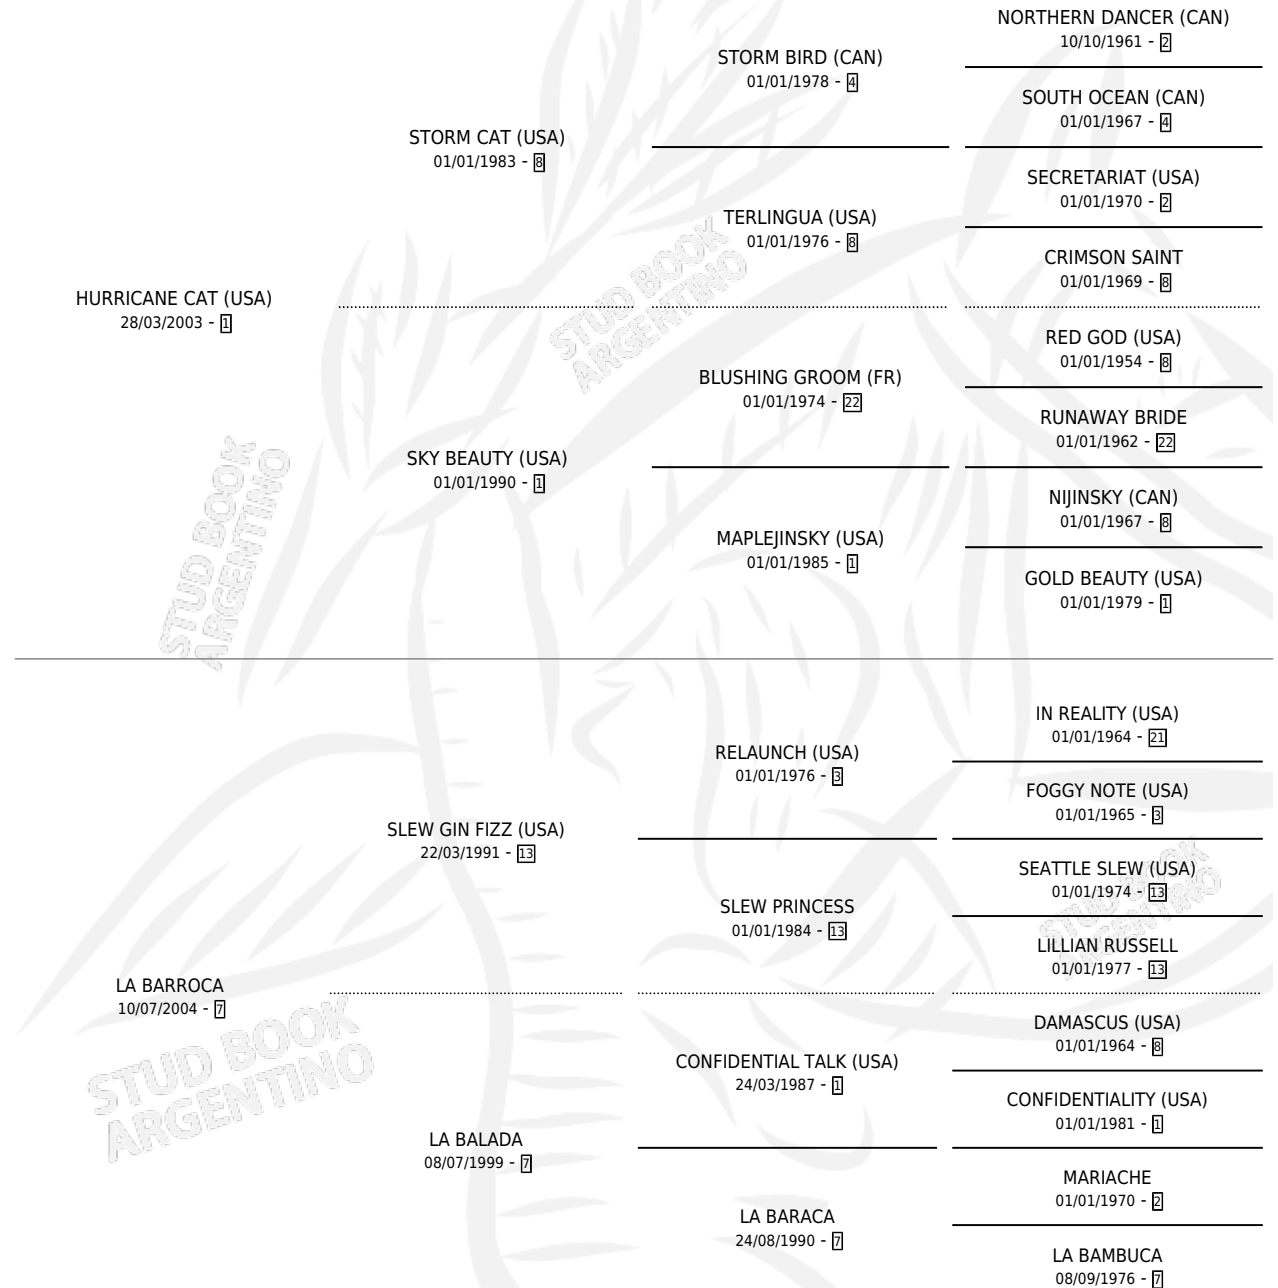 NORTHERN DANCER (CAN)
10/10/1961 - 2
STORM BIRD (CAN)
01/01/1978 - 4
SOUTH OCEAN (CAN)
01/01/1967 - 4
STORM CAT (USA)
01/01/1983 - 8
SECRETARIAT (USA)
01/01/1970 - 2
TERLINGUA (USA)
01/01/1976 - 8
CRIMSON SAINT
01/01/1969 - 8
HURRICANE CAT (USA)
28/03/2003 - 1
RED GOD (USA)
01/01/1954 - 8
BLUSHING GROOM (FR)
01/01/1974 - 22
RUNAWAY BRIDE
01/01/1962 - 22
SKY BEAUTY (USA)
01/01/1990 - 1
NIJINSKY (CAN)
01/01/1967 - 8
MAPLEJINSKY (USA)
01/01/1985 - 1
GOLD BEAUTY (USA)
01/01/1979 - 1
IN REALITY (USA)
01/01/1964 - 21
RELAUNCH (USA)
01/01/1976 - 3
FOGGY NOTE (USA)
01/01/1965 - 3
SLEW GIN FIZZ (USA)
22/03/1991 - 13
SEATTLE SLEW (USA)
01/01/1974 - 13
SLEW PRINCESS
01/01/1984 - 13
LILLIAN RUSSELL
01/01/1977 - 13
LA BARROCA
10/07/2004 - 7
DAMASCUS (USA)
01/01/1964 - 8
CONFIDENTIAL TALK (USA)
24/03/1987 - 1
CONFIDENTIALITY (USA)
01/01/1981 - 1
LA BALADA
08/07/1999 - 7
MARIACHE
01/01/1970 - 2
LA BARACA
24/08/1990 - 7
LA BAMBUCA
08/09/1976 - 7
STUD BOOK
ARGENTINO
STUD BOOK
ARGENTINO
STUD BOOK
ARGENTINO
STUD BOOK
ARGENTINO